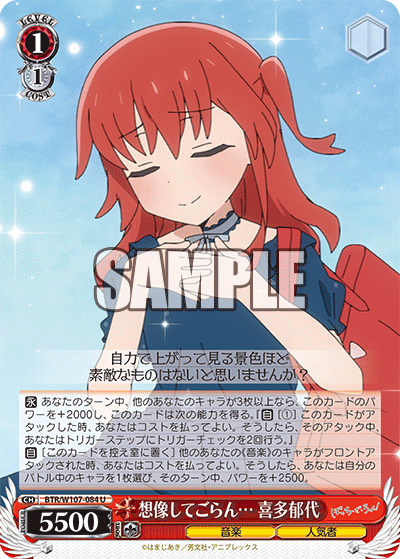 LEVEL
1
1
COST
SAMPLE
自力で上がって見る景色ほど
素敵なものはないと思いませんか？
永 あなたのターン中、他のあなたのキャラが3枚以上なら、このカードのパ
ワーを＋2000し、このカードは次の能力を得る。『自［①］ このカードがア
タックした時、あなたはコストを払ってよい。そうしたら、そのアタック中、
あなたはトリガーステップにトリガーチェックを2回行う。』
自［このカードを控え室に置く］ 他のあなたの《音楽》のキャラがフロントア
タックされた時、あなたはコストを払ってよい。そうしたら、あなたは自分の
バトル中のキャラを1枚選び、そのターン中、パワーを＋2500。
CH BTR/W107-084 U
5500
想像してごらん… 喜多郁代
ぼっち・ざ・ろっく！
音楽
人気者
©はまじあき／芳文社・アニプレックス